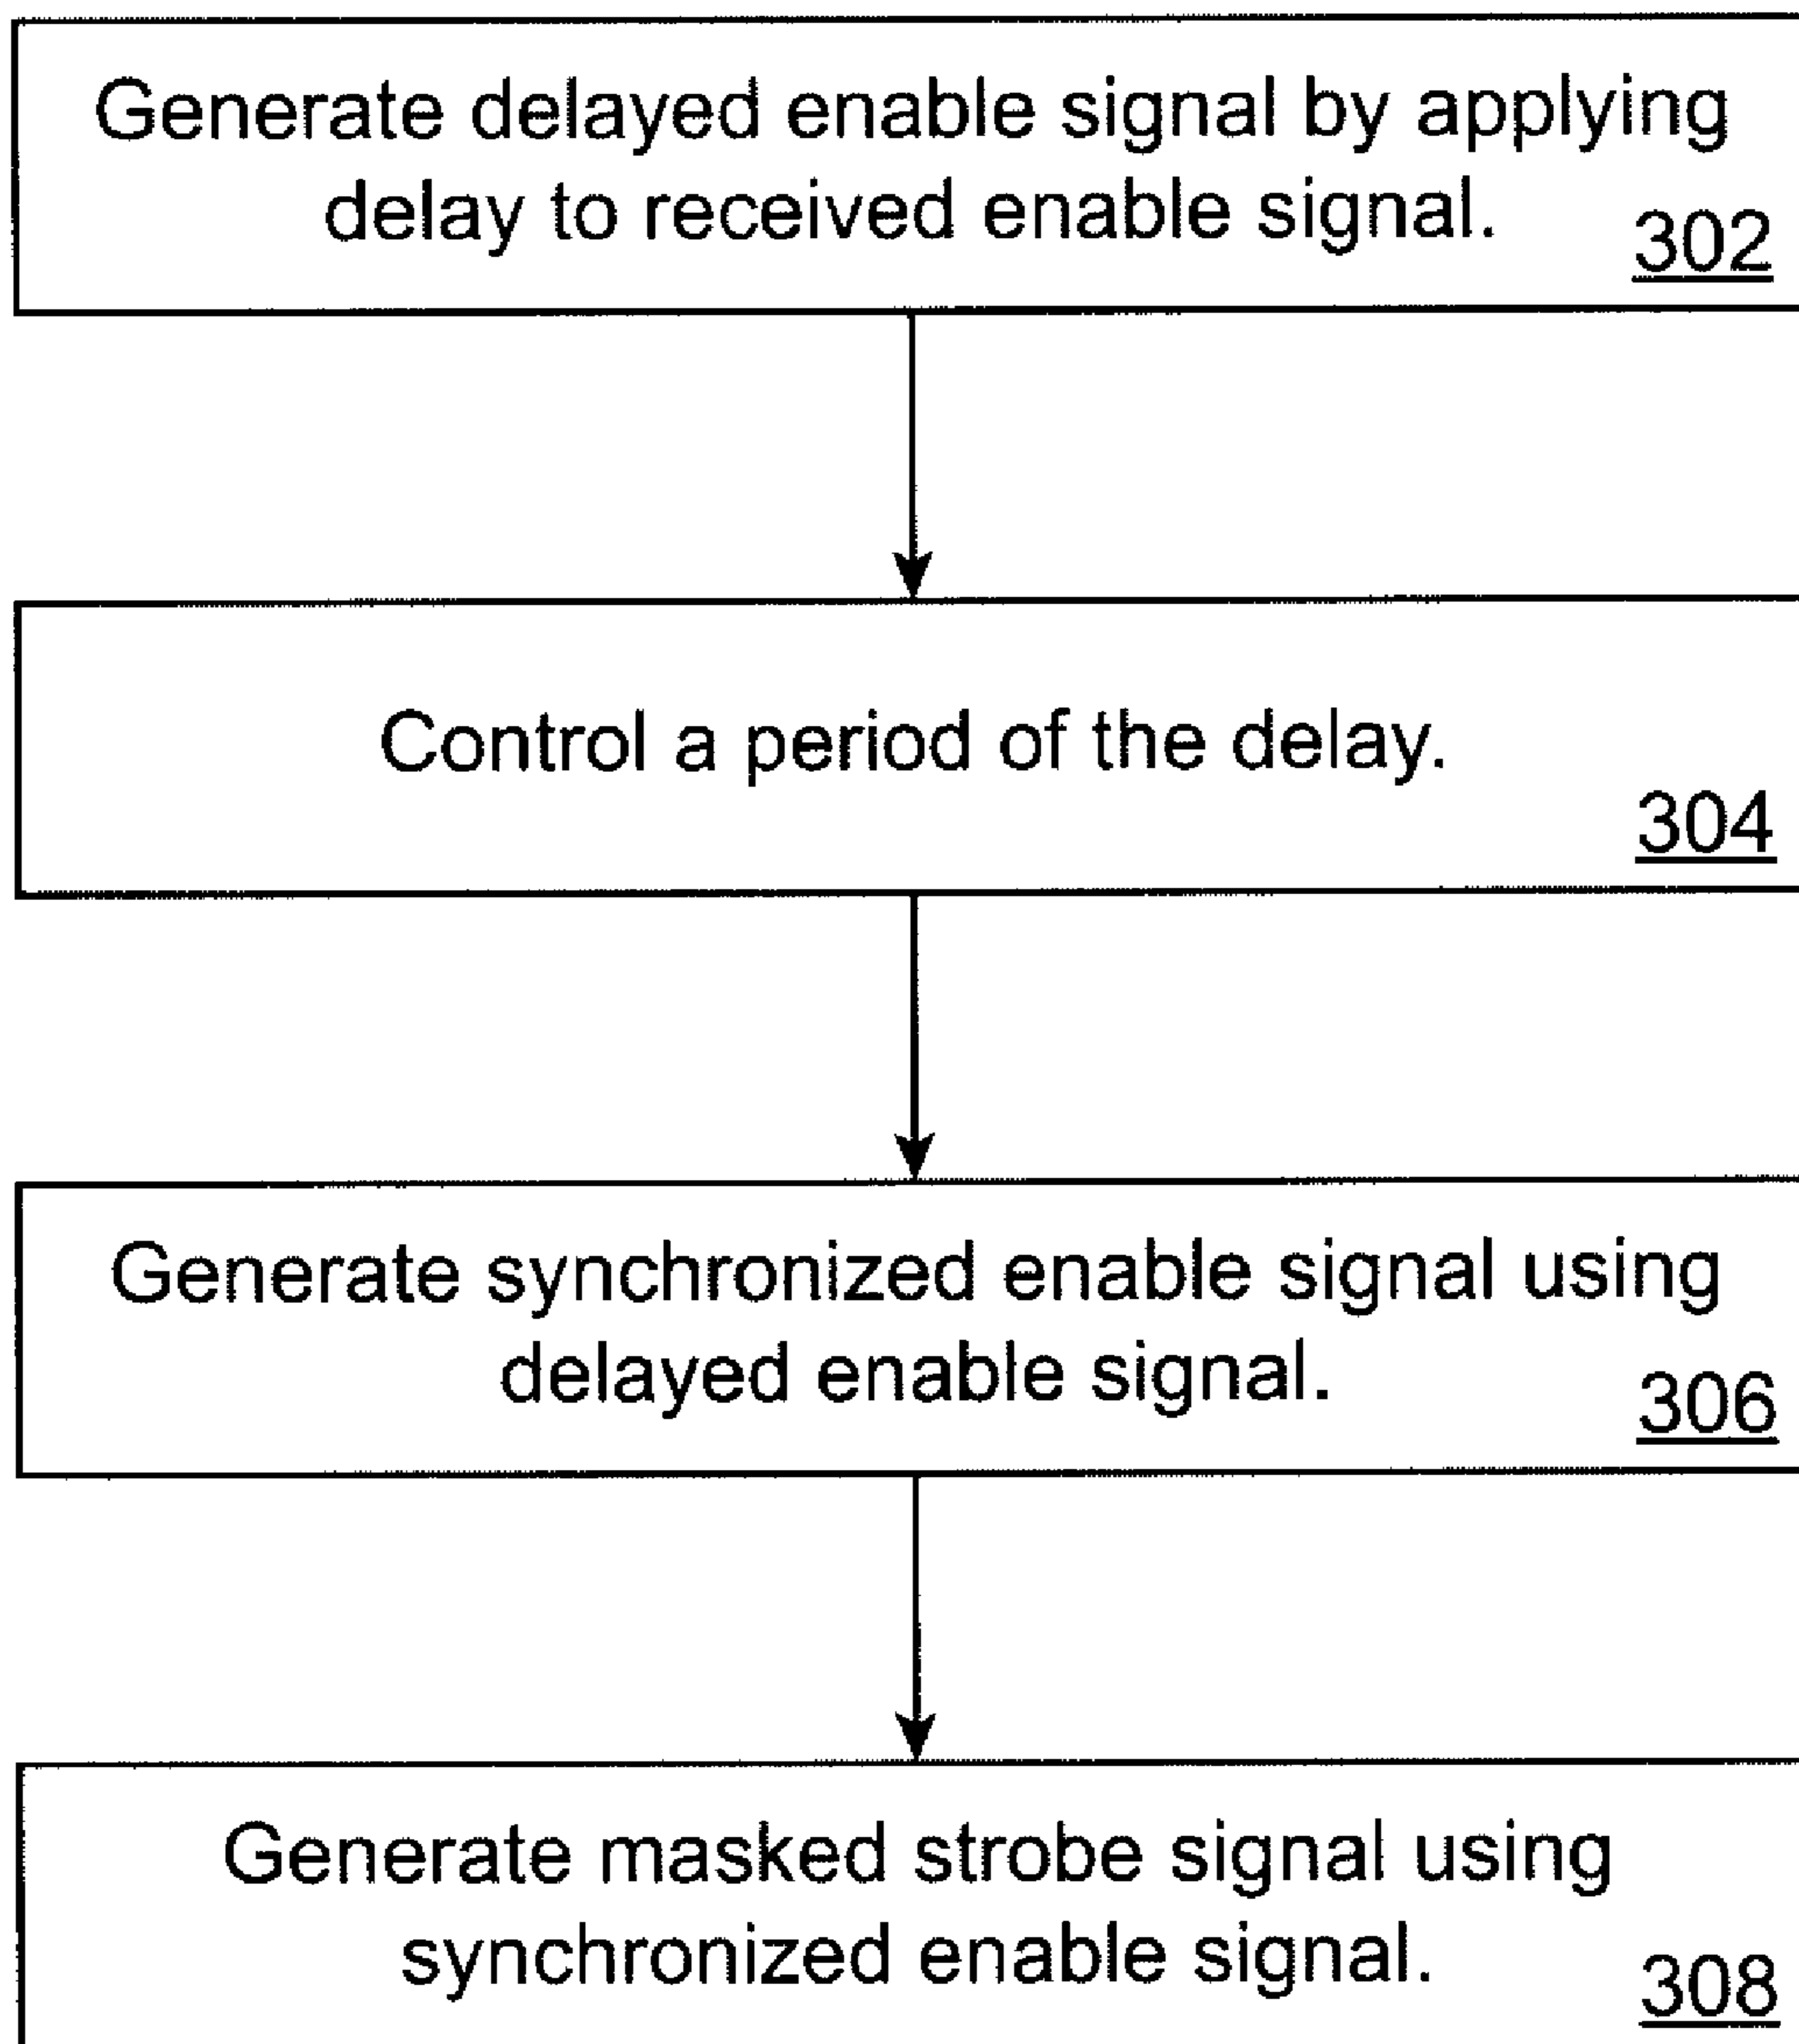 Generate delayed enable signal by applying
delay to received enable signal.
302
Control a period of the delay.
304
Generate synchronized enable signal using
delayed enable signal.
306
Generate masked strobe signal using
synchronized enable signal.
308